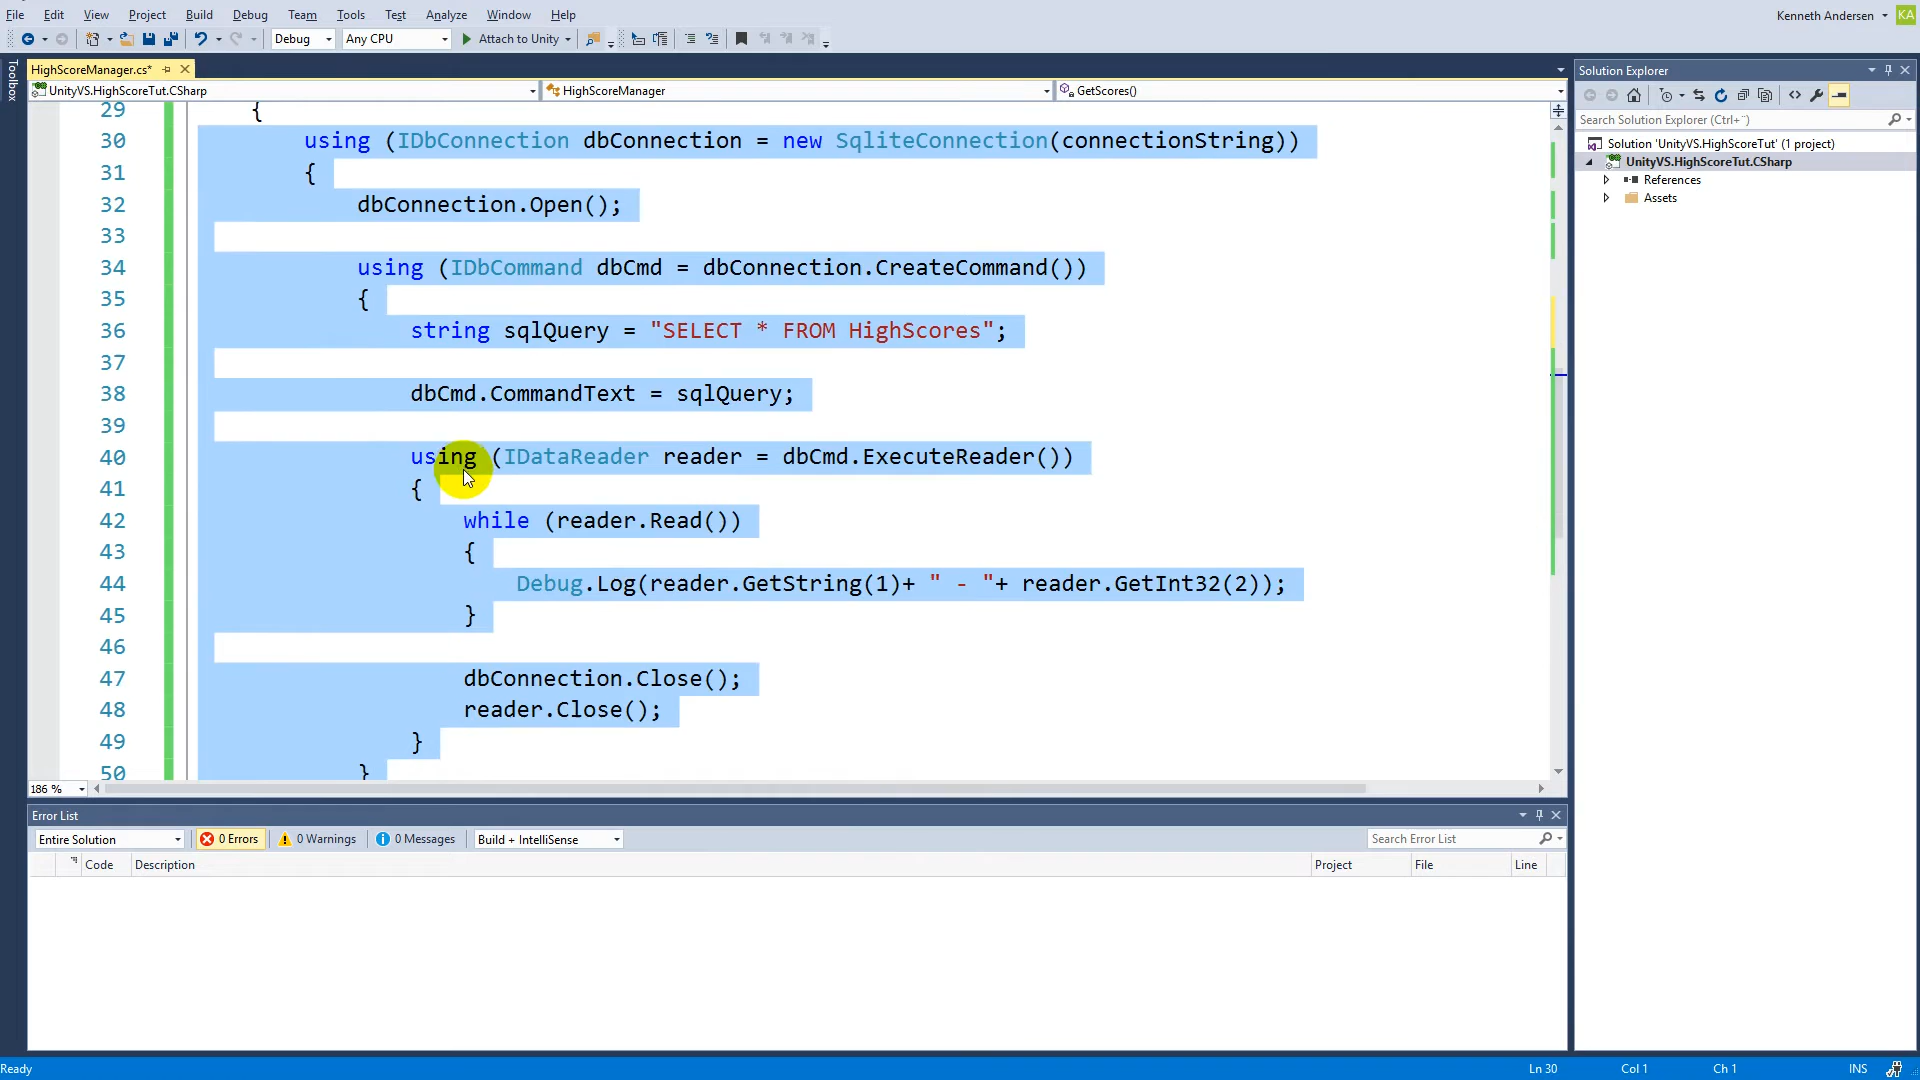 File Edit View Project Build Debug Team Tools Test Analyze Window Help
Kenneth Andersen KA
Debug Any CPU Attach to Unity
Toolbox
HighScoreManager.cs*
UnityVS.HighScoreTut.CSharp HighScoreManager GetScores()
29 {
30 using (IDbConnection dbConnection = new SqliteConnection(connectionString))
31 {
32 dbConnection.Open();
33
34 using (IDbCommand dbCmd = dbConnection.CreateCommand())
35 {
36 string sqlQuery = "SELECT * FROM HighScores";
37
38 dbCmd.CommandText = sqlQuery;
39
40 using (IDataReader reader = dbCmd.ExecuteReader())
41 {
42 while (reader.Read())
43 {
44 Debug.Log(reader.GetString(1)+ " - "+ reader.GetInt32(2));
45 }
46
47 dbConnection.Close();
48 reader.Close();
49 }
50 }
186 %
Solution Explorer
Search Solution Explorer (Ctrl+¨)
Solution 'UnityVS.HighScoreTut' (1 project)
UnityVS.HighScoreTut.CSharp
References
Assets
Error List
Entire Solution 0 Errors 0 Warnings 0 Messages Build + IntelliSense Search Error List
Code Description Project File Line
Ready Ln 30 Col 1 Ch 1 INS